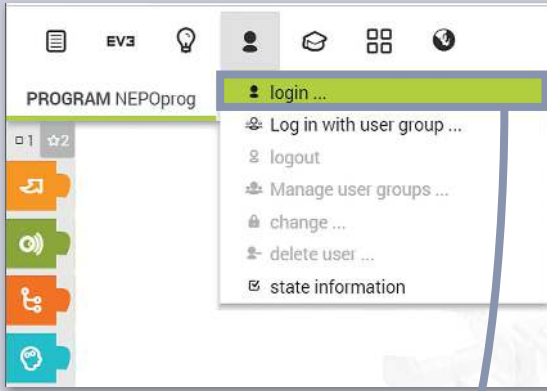 EV3
PROGRAM NEPOprog
1 2
login ...
Log in with user group ...
logout
Manage user groups ...
change ...
delete user ...
state information